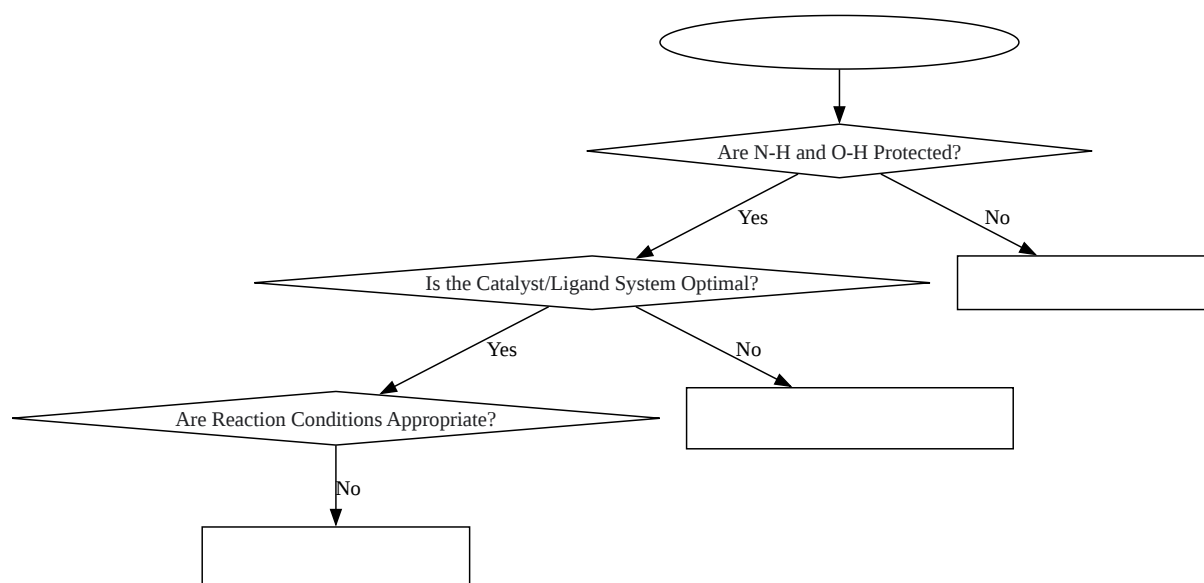 Are N-H and O-H Protected?
Yes
No
Is the Catalyst/Ligand System Optimal?
Yes
No
Are Reaction Conditions Appropriate?
No